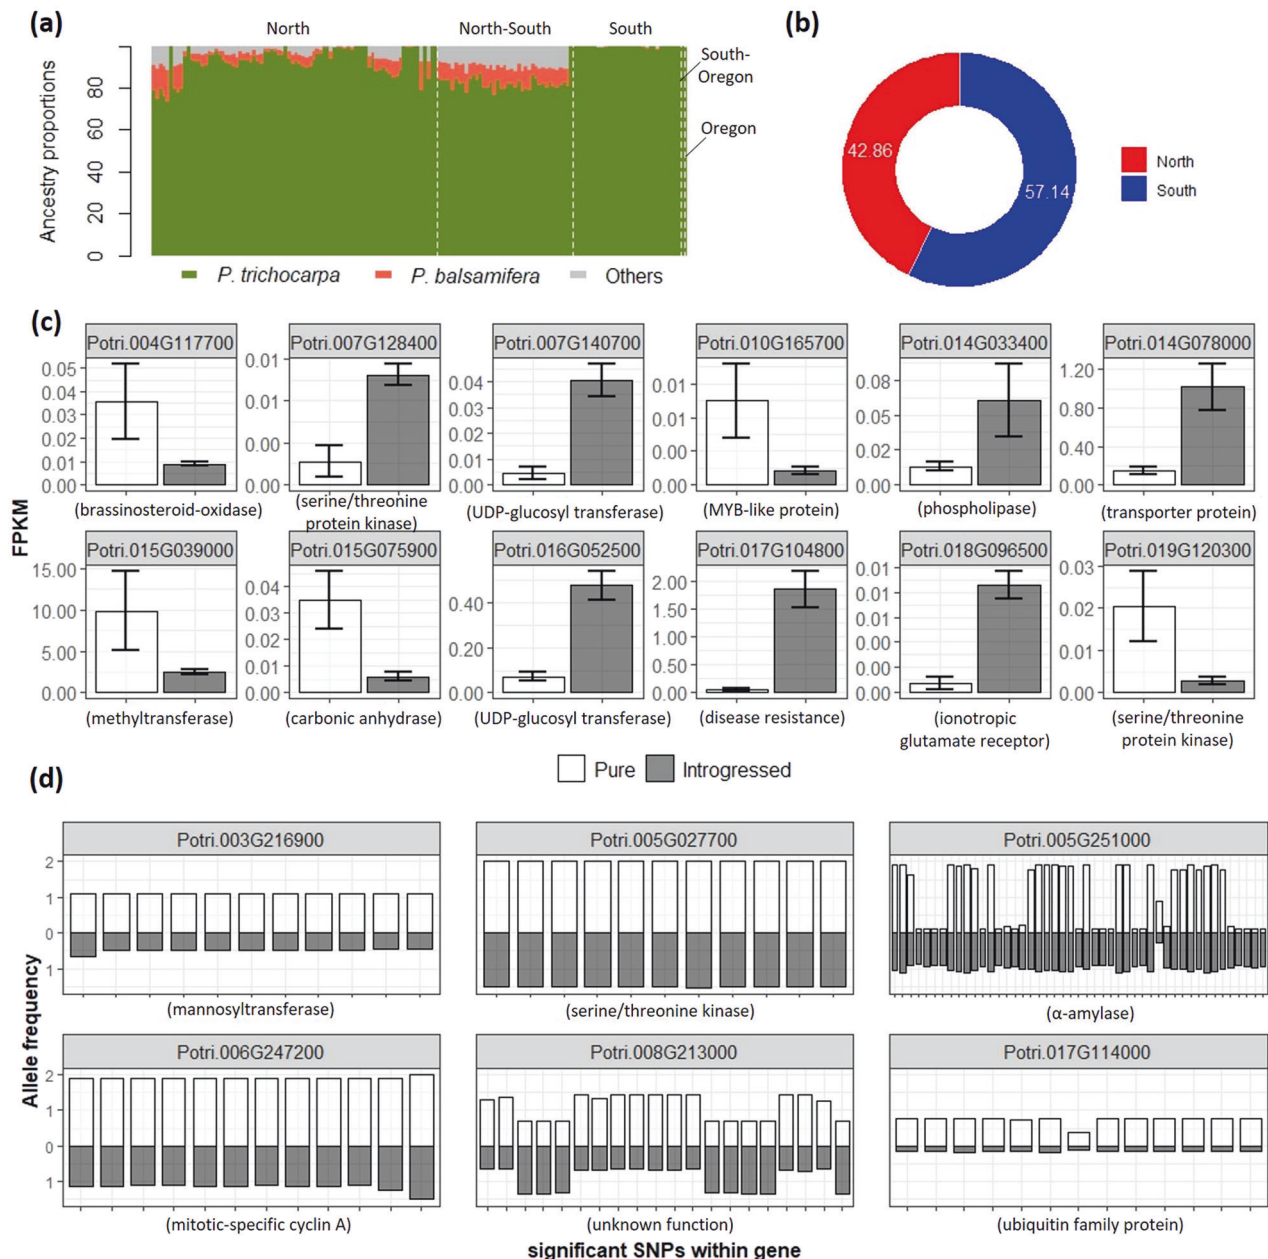 (a)
North
North-South
South
South-
Oregon
Oregon
Ancestry proportions
0
20
40
60
80
P. trichocarpa
P. balsamifera
Others
(b)
42.86
57.14
North
South
(c)
FPKM
Potri.004G117700
0.05
0.04
0.03
0.02
0.01
0.00
(brassinosteroid-oxidase)
Potri.007G128400
0.01
0.01
0.00
0.00
(serine/threonine
protein kinase)
Potri.007G140700
0.04
0.03
0.02
0.01
0.00
(UDP-glucosyl transferase)
Potri.010G165700
0.01
0.01
0.00
0.00
(MYB-like protein)
Potri.014G033400
0.08
0.05
0.02
0.00
(phospholipase)
Potri.014G078000
1.20
0.80
0.40
0.00
(transporter protein)
Potri.015G039000
15.00
10.00
5.00
0.00
(methyltransferase)
Potri.015G075900
0.04
0.03
0.02
0.01
0.00
(carbonic anhydrase)
Potri.016G052500
0.40
0.20
0.00
(UDP-glucosyl transferase)
Potri.017G104800
2.00
1.50
1.00
0.50
0.00
(disease resistance)
Potri.018G096500
0.01
0.01
0.00
0.00
0.00
0.00
(ionotropic
glutamate receptor)
Potri.019G120300
0.03
0.02
0.01
0.00
(serine/threonine
protein kinase)
Pure
Introgressed
(d)
Allele frequency
Potri.003G216900
2
1
0
1
(mannosyltransferase)
Potri.005G027700
(serine/threonine kinase)
Potri.005G251000
(α-amylase)
Potri.006G247200
2
1
0
1
(mitotic-specific cyclin A)
Potri.008G213000
(unknown function)
Potri.017G114000
(ubiquitin family protein)
significant SNPs within gene